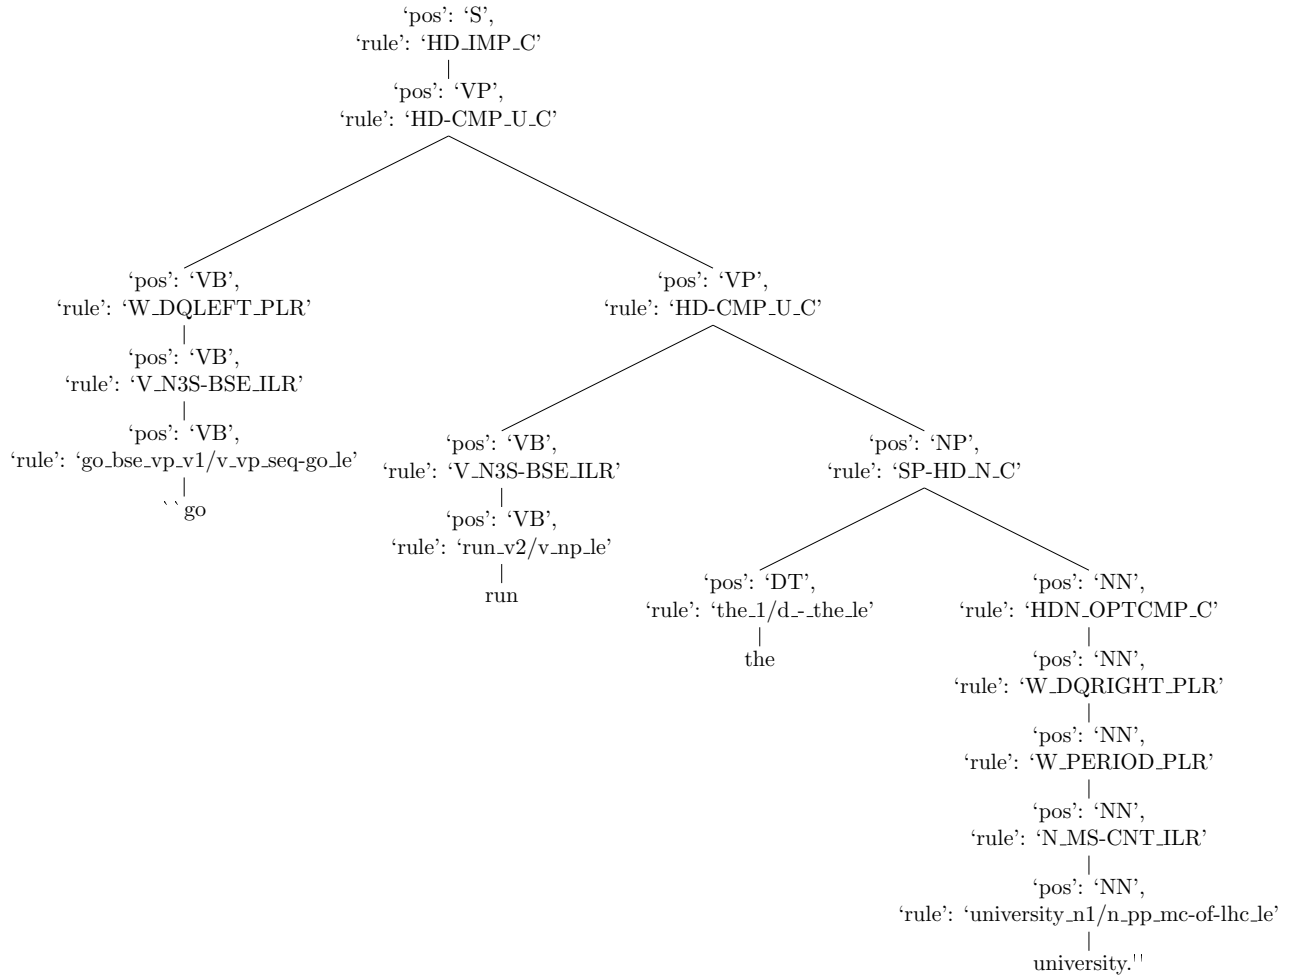 ‘pos’: ‘S’,
‘rule’: ‘HD_IMP_C’
‘pos’: ‘VP’,
‘rule’: ‘HD-CMP_U_C’
‘pos’: ‘VB’,
‘rule’: ‘W_DQLEFT_PLR’
‘pos’: ‘VB’,
‘rule’: ‘V_N3S-BSE_ILR’
‘pos’: ‘VB’,
‘rule’: ‘go_bse_vp_v1/v_vp_seq-go_le’
``go
‘pos’: ‘VP’,
‘rule’: ‘HD-CMP_U_C’
‘pos’: ‘VB’,
‘rule’: ‘V_N3S-BSE_ILR’
‘pos’: ‘VB’,
‘rule’: ‘run_v2/v_np_le’
run
‘pos’: ‘NP’,
‘rule’: ‘SP-HD_N_C’
‘pos’: ‘DT’,
‘rule’: ‘the_1/d_-_the_le’
the
‘pos’: ‘NN’,
‘rule’: ‘HDN_OPTCMP_C’
‘pos’: ‘NN’,
‘rule’: ‘W_DQRIGHT_PLR’
‘pos’: ‘NN’,
‘rule’: ‘W_PERIOD_PLR’
‘pos’: ‘NN’,
‘rule’: ‘N_MS-CNT_ILR’
‘pos’: ‘NN’,
‘rule’: ‘university_n1/n_pp_mc-of-lhc_le’
university.''